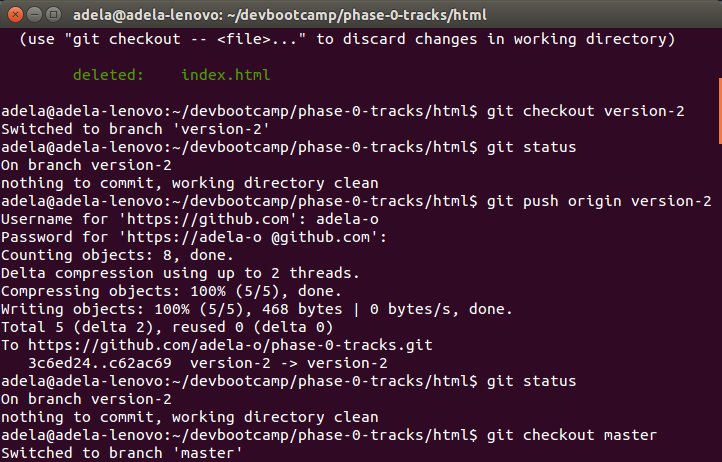 adela@adela-lenovo: ~/devbootcamp/phase-0-tracks/html
(use "git checkout -- <file>..." to discard changes in working directory)
deleted:    index.html
adela@adela-lenovo:~/devbootcamp/phase-0-tracks/html$ git checkout version-2
Switched to branch 'version-2'
adela@adela-lenovo:~/devbootcamp/phase-0-tracks/html$ git status
On branch version-2
nothing to commit, working directory clean
adela@adela-lenovo:~/devbootcamp/phase-0-tracks/html$ git push origin version-2
Username for 'https://github.com': adela-o
Password for 'https://adela-o @github.com':
Counting objects: 8, done.
Delta compression using up to 2 threads.
Compressing objects: 100% (5/5), done.
Writing objects: 100% (5/5), 468 bytes | 0 bytes/s, done.
Total 5 (delta 2), reused 0 (delta 0)
To https://github.com/adela-o/phase-0-tracks.git
   3c6ed24..c62ac69  version-2 -> version-2
adela@adela-lenovo:~/devbootcamp/phase-0-tracks/html$ git status
On branch version-2
nothing to commit, working directory clean
adela@adela-lenovo:~/devbootcamp/phase-0-tracks/html$ git checkout master
Switched to branch 'master'